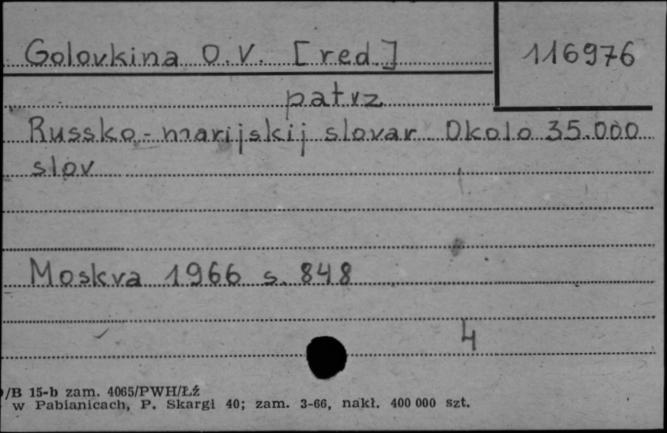 Golovkina O.V. [red.]
116976
patrz
Russko-marijskij slovar Okolo 35.000
slov
Moskva 1966 s. 848
4
/B 15-b zam. 4065/PWH/Łź
w Pabianicach, P. Skargi 40; zam. 3-66, nakł. 400 000 szt.